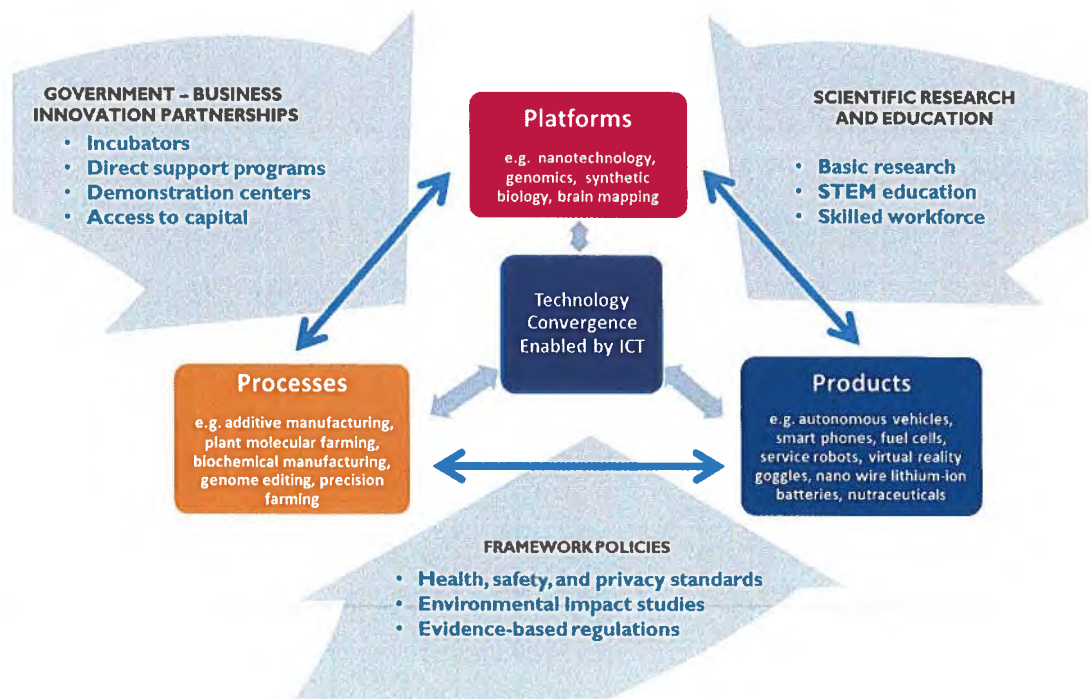 GOVERNMENT – BUSINESS
INNOVATION PARTNERSHIPS
• Incubators
• Direct support programs
• Demonstration centers
• Access to capital
Platforms
e.g. nanotechnology,
genomics, synthetic
biology, brain mapping
SCIENTIFIC RESEARCH
AND EDUCATION
• Basic research
• STEM education
• Skilled workforce
Technology
Convergence
Enabled by ICT
Processes
e.g. additive manufacturing,
plant molecular farming,
biochemical manufacturing,
genome editing, precision
farming
Products
e.g. autonomous vehicles,
smart phones, fuel cells,
service robots, virtual reality
goggles, nano wire lithium-ion
batteries, nutraceuticals
FRAMEWORK POLICIES
• Health, safety, and privacy standards
• Environmental Impact studies
• Evidence-based regulations